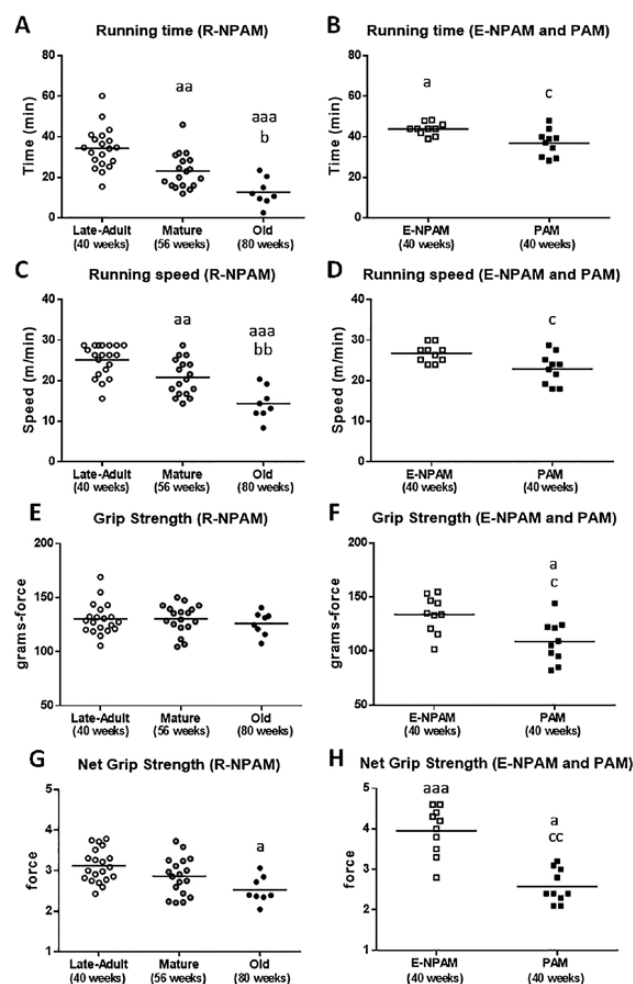 A Running time (R-NPAM)
Time (min)
80
60
40
20
0
aa
aaa
b
Late-Adult Mature Old
(40 weeks) (56 weeks) (80 weeks)
B Running time (E-NPAM and PAM)
Time (min)
80
60
40
20
0
a
c
E-NPAM PAM
(40 weeks) (40 weeks)
C Running speed (R-NPAM)
Speed (m/min)
40
30
20
10
0
aa
aaa
bb
Late-Adult Mature Old
(40 weeks) (56 weeks) (80 weeks)
D Running speed (E-NPAM and PAM)
Speed (m/min)
40
30
20
10
0
c
E-NPAM PAM
(40 weeks) (40 weeks)
E Grip Strength (R-NPAM)
grams-force
200
150
100
50
Late-Adult Mature Old
(40 weeks) (56 weeks) (80 weeks)
F Grip Strength (E-NPAM and PAM)
grams-force
200
150
100
50
a
c
E-NPAM PAM
(40 weeks) (40 weeks)
G Net Grip Strength (R-NPAM)
force
5
4
3
2
1
a
Late-Adult Mature Old
(40 weeks) (56 weeks) (80 weeks)
H Net Grip Strength (E-NPAM and PAM)
force
5
4
3
2
1
aaa
a
cc
E-NPAM PAM
(40 weeks) (40 weeks)